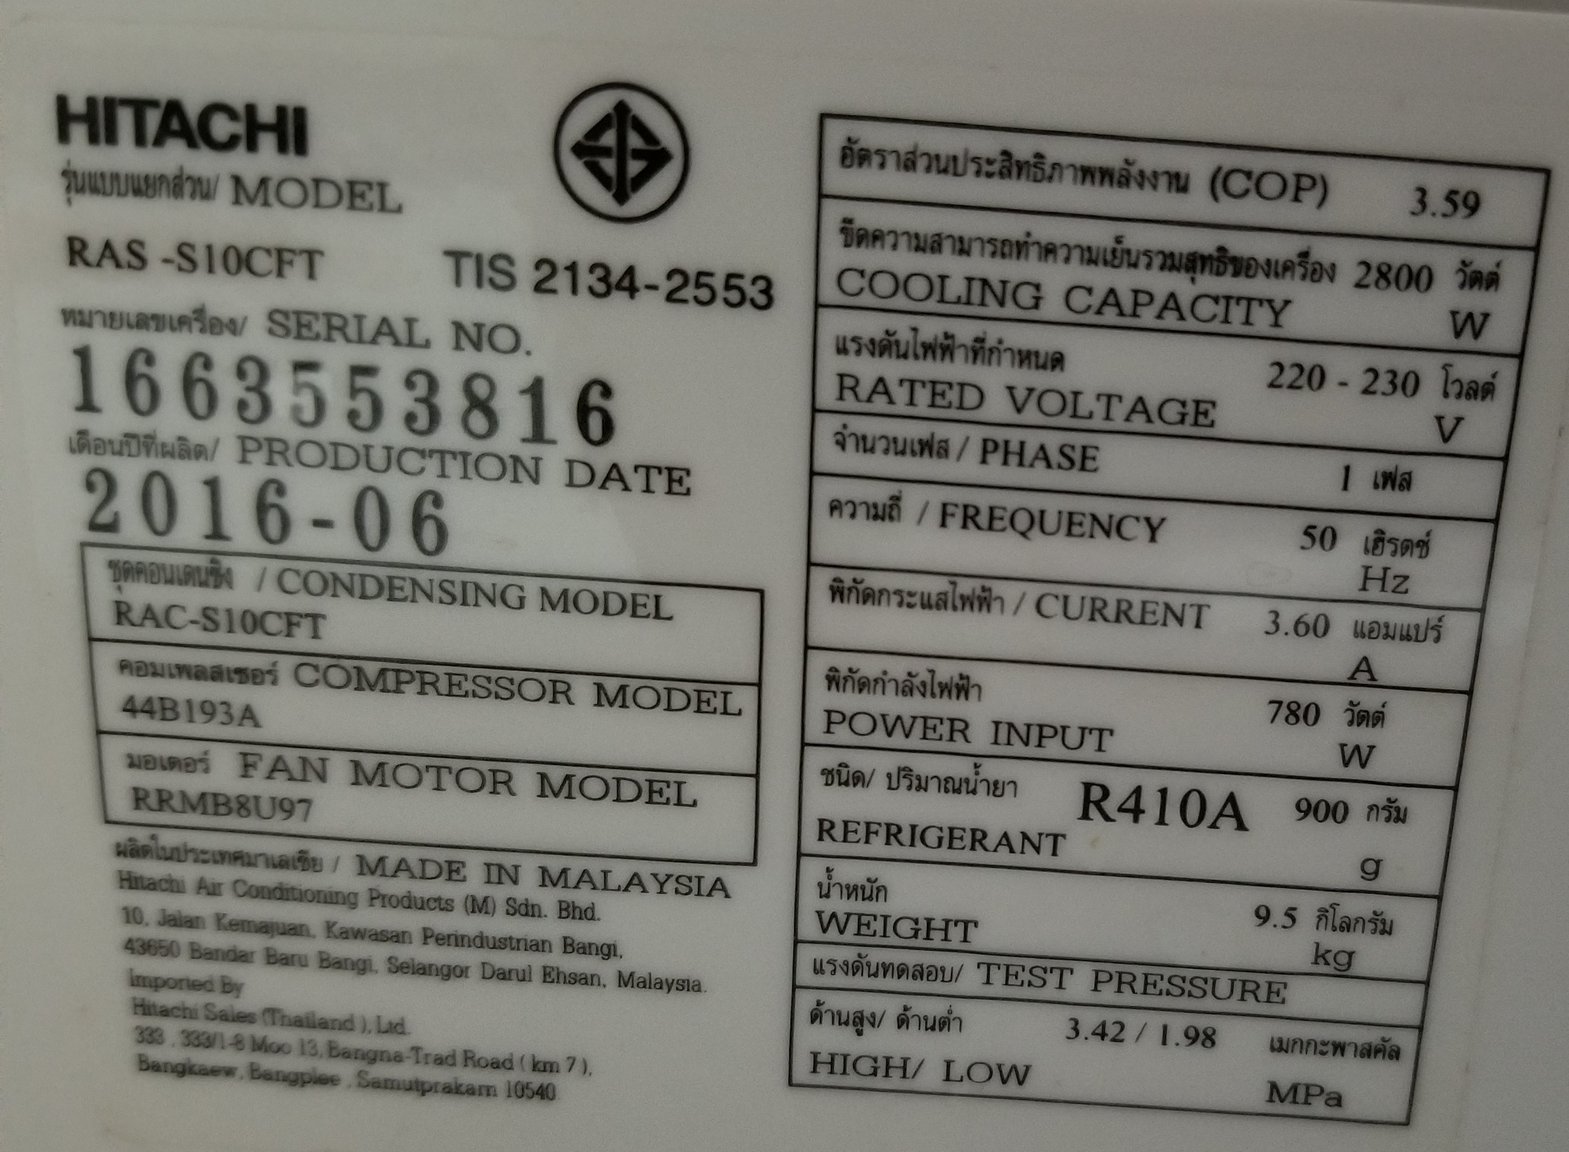 HITACHI
รุ่นแบบแยกส่วน/ MODEL
RAS -S10CFT
TIS 2134-2553
หมายเลขเครื่อง/ SERIAL NO.
1663553816
เดือนปีที่ผลิต/ PRODUCTION DATE
2016-06
ชุดคอนเดนซิ่ง / CONDENSING MODEL
RAC-S10CFT
คอมเพลสเซอร์ COMPRESSOR MODEL
44B193A
มอเตอร์ FAN MOTOR MODEL
RRMB8U97
ผลิตในประเทศมาเลเซีย / MADE IN MALAYSIA
Hitachi Air Conditioning Products (M) Sdn. Bhd.
10, Jalan Kemajuan, Kawasan Perindustrian Bangi,
43650 Bandar Baru Bangi, Selangor Darul Ehsan, Malaysia.
Imported By
Hitachi Sales (Thailand ), Ltd.
333 , 333/1-8 Moo 13, Bangna-Trad Road ( km 7 ),
Bangkaew, Bangplee , Samutprakarn 10540
อัตราส่วนประสิทธิภาพพลังงาน (COP) 3.59
ขีดความสามารถทำความเย็นรวมสุทธิของเครื่อง 2800 วัตต์
COOLING CAPACITY W
แรงดันไฟฟ้าที่กำหนด 220 - 230 โวลต์
RATED VOLTAGE V
จำนวนเฟส / PHASE 1 เฟส
ความถี่ / FREQUENCY 50 เฮิรตซ์
Hz
พิกัดกระแสไฟฟ้า / CURRENT 3.60 แอมแปร์
A
พิกัดกำลังไฟฟ้า 780 วัตต์
POWER INPUT W
ชนิด/ ปริมาณน้ำยา R410A 900 กรัม
REFRIGERANT g
น้ำหนัก 9.5 กิโลกรัม
WEIGHT kg
แรงดันทดสอบ/ TEST PRESSURE
ด้านสูง/ ด้านต่ำ 3.42 / 1.98 เมกกะพาสคัล
HIGH/ LOW MPa